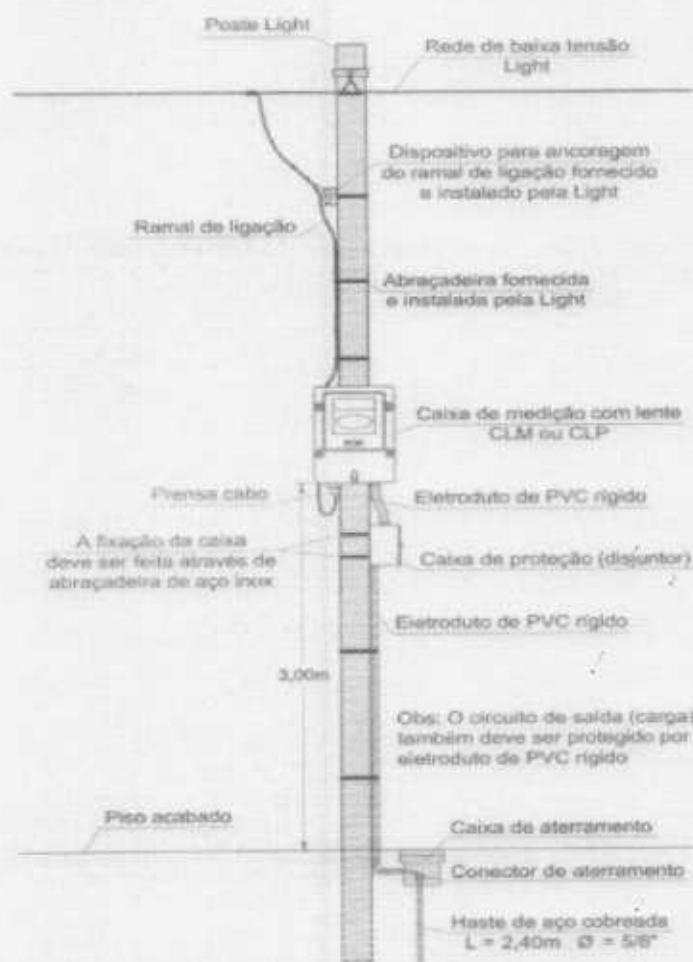 Poste Light
Rede de baixa tensão
Light
Dispositivo para ancoragem
do ramal de ligação fornecido
e instalado pela Light
Ramal de ligação
Abraçadeira fornecida
e instalada pela Light
Caixa de medição com lente
CLM ou CLP
Prensa cabo
Eletroduto de PVC rígido
A fixação da caixa
deve ser feita através de
abraçadeira de aço inox
Caixa de proteção (disjuntor)
Eletroduto de PVC rígido
3,00m
Obs: O circuito de saída (carga)
também deve ser protegido por
eletroduto de PVC rígido
Piso acabado
Caixa de aterramento
Conector de aterramento
Haste de aço cobreada
L = 2,40m Ø = 5/8"